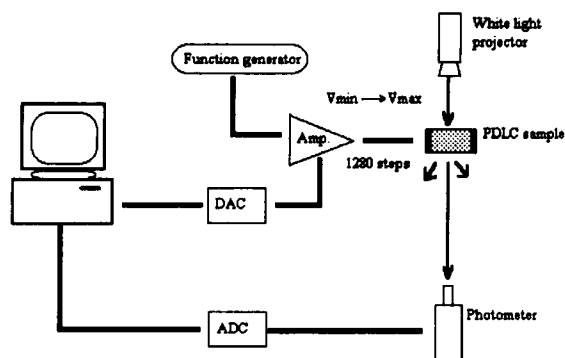 White light
projector
Function generator
Vmin → Vmax
Amp.
PDLC sample
1280 steps
DAC
ADC
Photometer